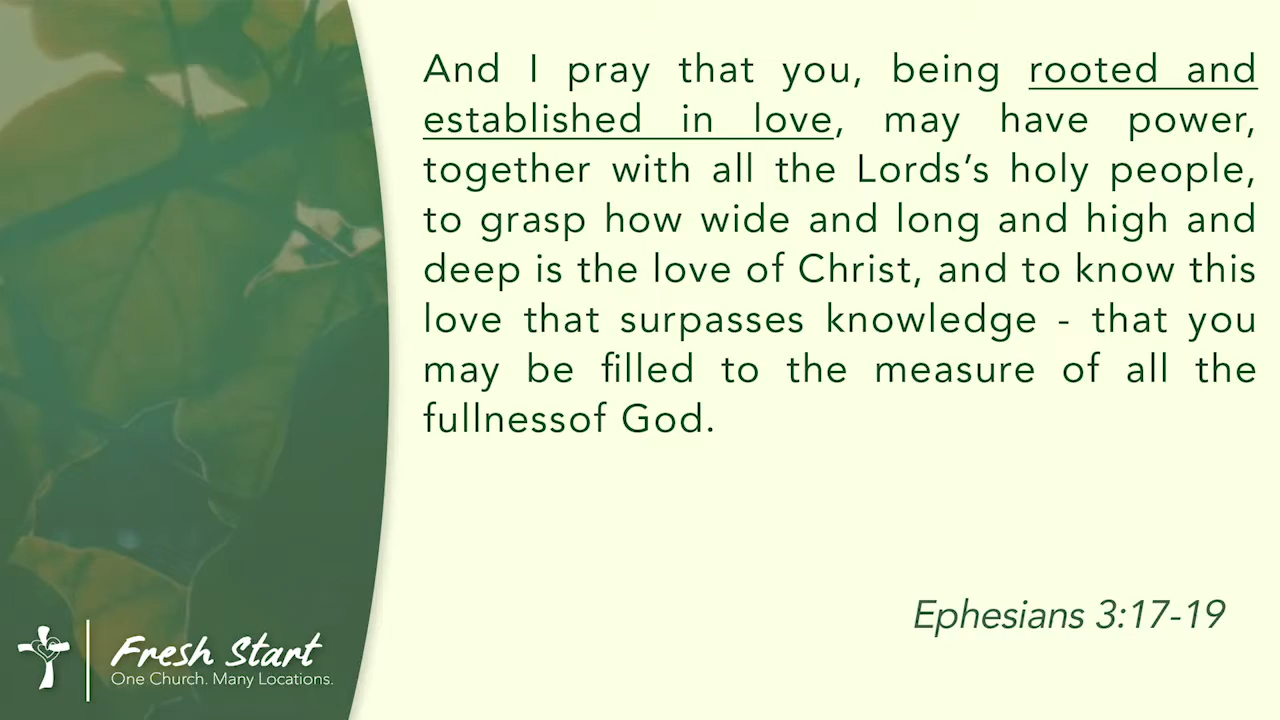 And I pray that you, being rooted and
established in love, may have power,
together with all the Lords’s holy people,
to grasp how wide and long and high and
deep is the love of Christ, and to know this
love that surpasses knowledge - that you
may be filled to the measure of all the
fullnessof God.
Ephesians 3:17-19
Fresh Start
One Church. Many Locations.